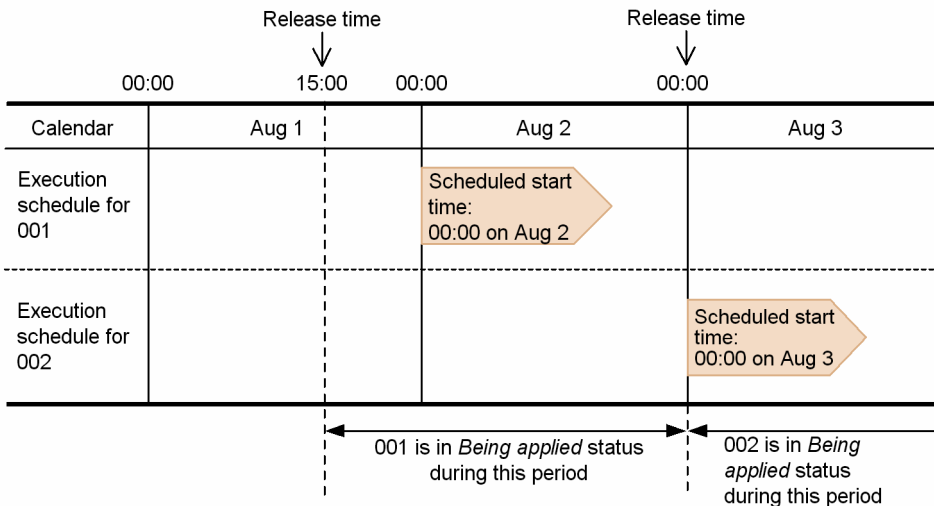 Release time
Release time
00:00
15:00
00:00
00:00
Calendar
Aug 1
Aug 2
Aug 3
Execution
schedule for
001
Scheduled start
time:
00:00 on Aug 2
Execution
schedule for
002
Scheduled start
time:
00:00 on Aug 3
001 is in Being applied status
during this period
002 is in Being
applied status
during this period